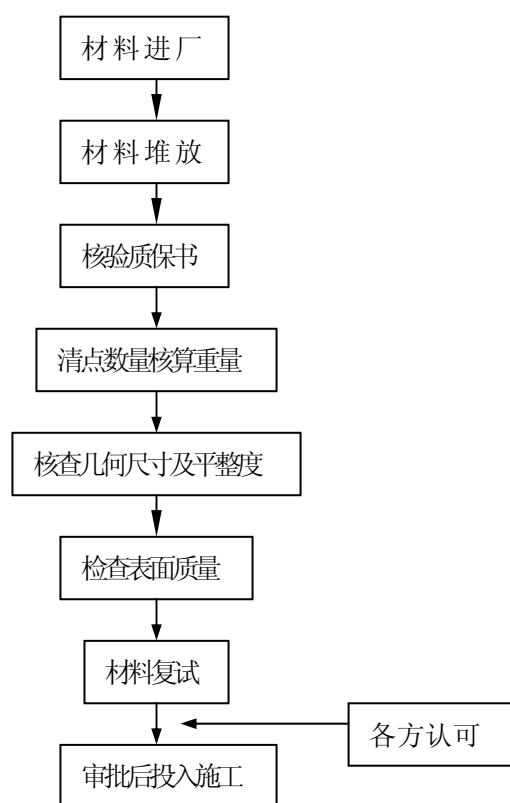 材料进厂
材料堆放
核验质保书
清点数量核算重量
核查几何尺寸及平整度
检查表面质量
材料复试
各方认可
审批后投入施工